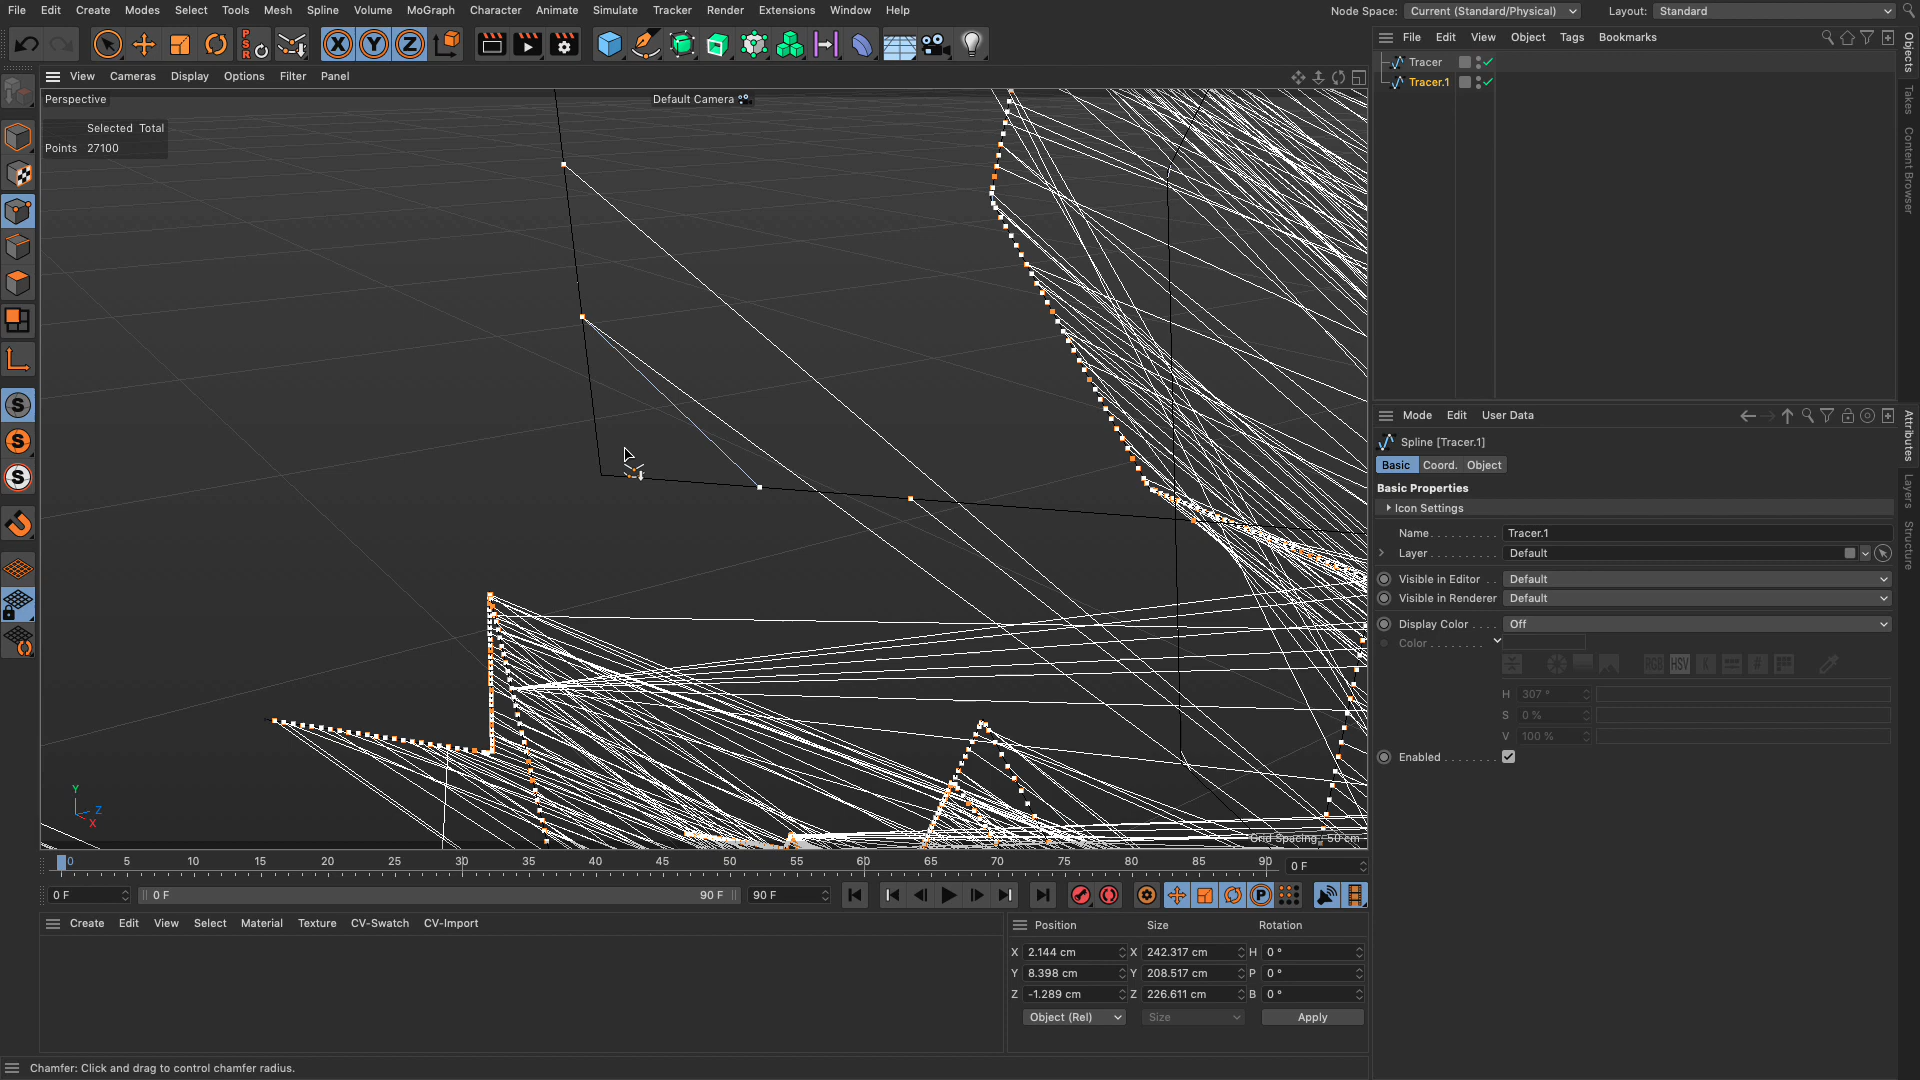 File Edit Create Modes Select Tools Mesh Spline Volume MoGraph Character Animate Simulate Tracker Render Extensions Window Help
Node Space: Current (Standard/Physical) Layout: Standard
PSR X Y Z
View Cameras Display Options Filter Panel
Perspective
Default Camera
Selected Total
Points 27100
Y
Z
X
Grid Spacing : 50 cm
0 5 10 15 20 25 30 35 40 45 50 55 60 65 70 75 80 85 90
0 F
0 F 0 F 90 F 90 F
P
Create Edit View Select Material Texture CV-Swatch CV-Import
Position Size Rotation
X 2.144 cm X 242.317 cm H 0 °
Y 8.398 cm Y 208.517 cm P 0 °
Z -1.289 cm Z 226.611 cm B 0 °
Object (Rel) Size Apply
Chamfer: Click and drag to control chamfer radius.
File Edit View Object Tags Bookmarks
Tracer
Tracer.1
Mode Edit User Data
Spline [Tracer.1]
Basic Coord. Object
Basic Properties
Icon Settings
Name . . . . . . . . . . Tracer.1
Layer . . . . . . . . . . Default
Visible in Editor . . Default
Visible in Renderer Default
Display Color . . . . Off
Color . . . . . . . .
RGB HSV K #
H 307 °
S 0 %
V 100 %
Enabled . . . . . . . .
Objects
Takes
Content Browser
Attributes
Layers
Structure
S
S
S